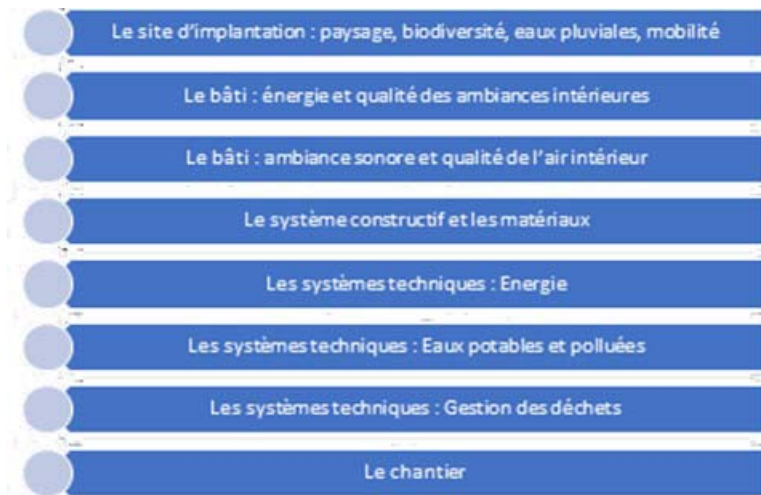 Le site d'implantation : paysage, biodiversité, eaux pluviales, mobilité
Le bâti : énergie et qualité des ambiances intérieures
Le bâti : ambiance sonore et qualité de l'air intérieur
Le système constructif et les matériaux
Les systèmes techniques : Energie
Les systèmes techniques : Eaux potables et polluées
Les systèmes techniques : Gestion des déchets
Le chantier